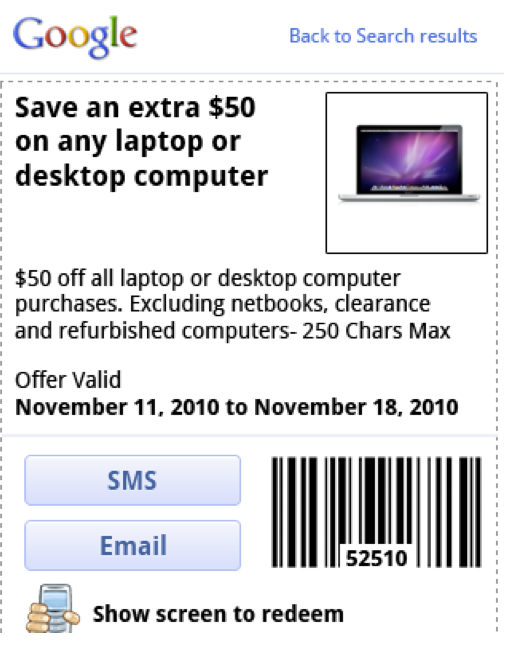 Google
Back to Search results
Save an extra $50
on any laptop or
desktop computer
$50 off all laptop or desktop computer
purchases. Excluding netbooks, clearance
and refurbished computers- 250 Chars Max
Offer Valid
November 11, 2010 to November 18, 2010
SMS
Email
52510
Show screen to redeem